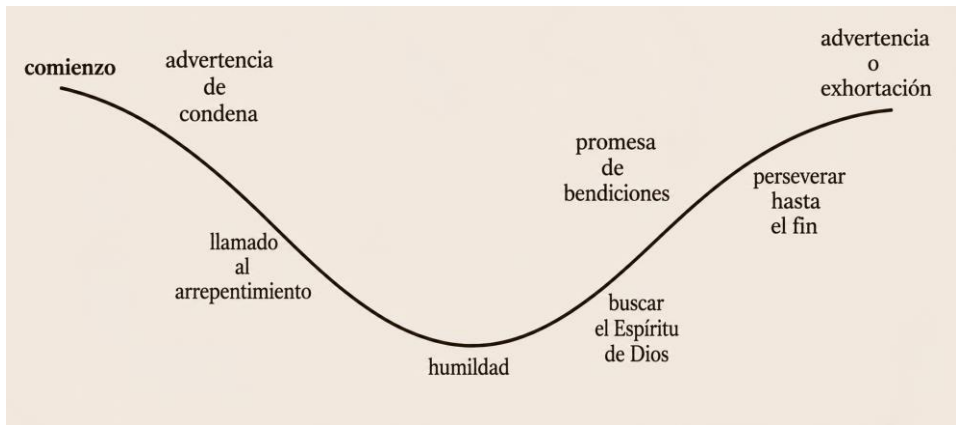 comienzo
advertencia
de
condena
llamado
al
arrepentimiento
humildad
buscar
el Espíritu
de Dios
promesa
de
bendiciones
perseverar
hasta
el fin
advertencia
o
exhortación